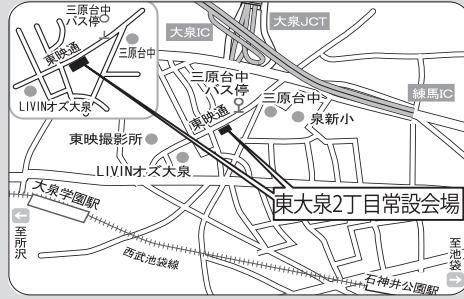 三原台中
バス停
東映通
三原台中
LIVINオズ大泉
大泉IC
大泉JCT
練馬IC
三原台中
バス停
三原台中
泉新小
東映通
東映撮影所
LIVINオズ大泉
大泉学園駅
東大泉2丁目常設会場
至所沢
西武池袋線
至池袋
石神井公園駅